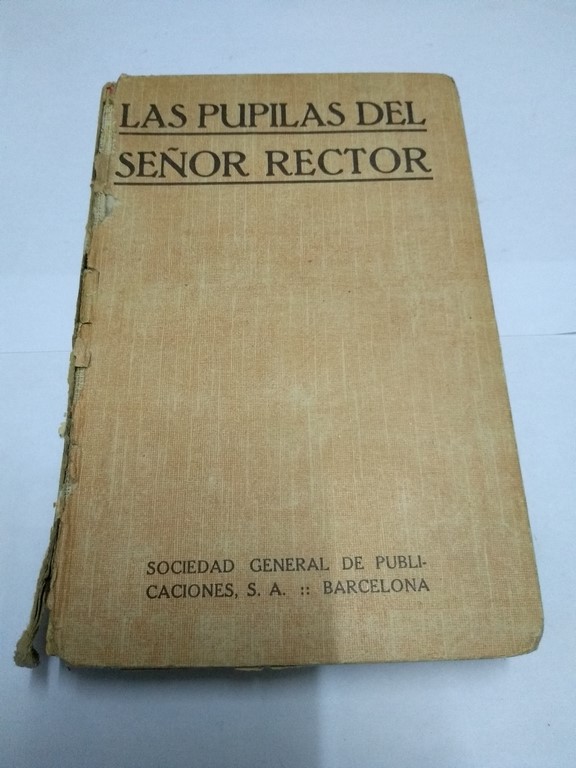 LAS PUPILAS DEL
SEÑOR RECTOR
SOCIEDAD GENERAL DE PUBLI-
CACIONES, S. A. :: BARCELONA